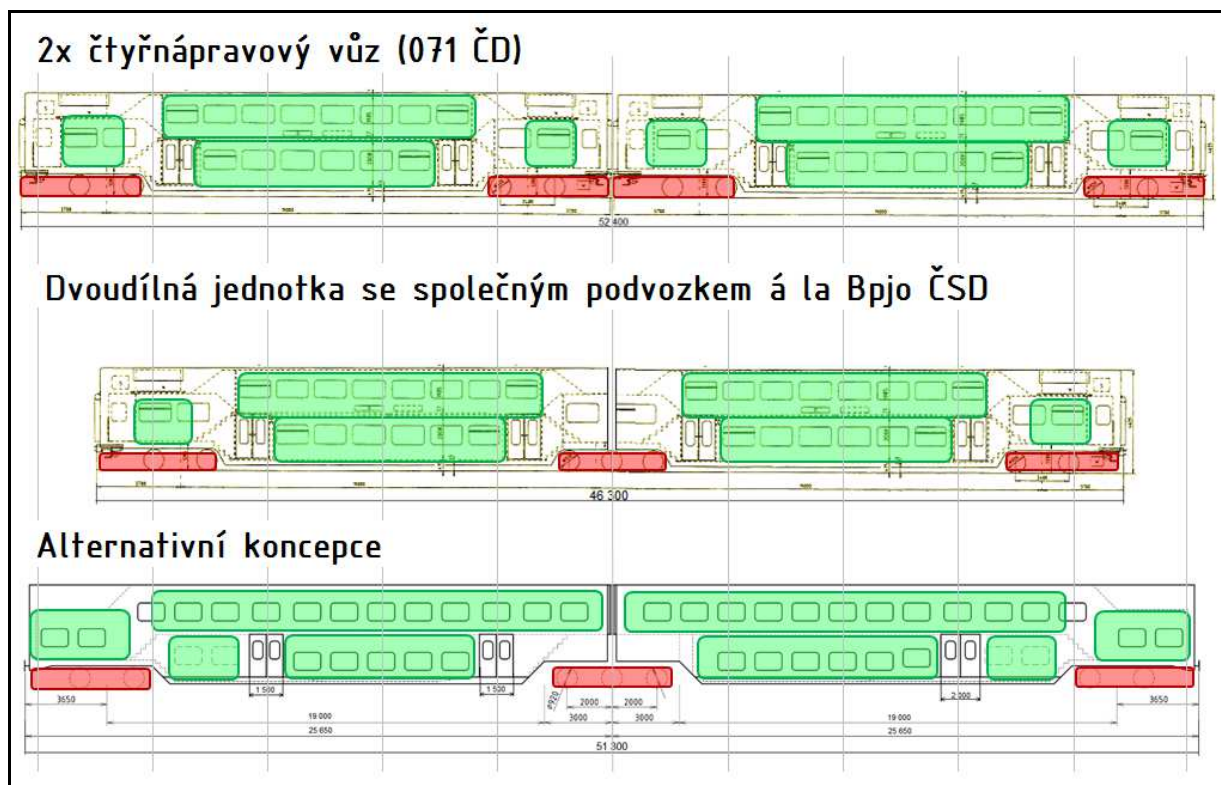 2x čtyřnápravový vůz (071 ČD)
52 400
Dvoudílná jednotka se společným podvozkem á la Bpjo ČSD
46 300
Alternativní koncepce
1 500 1 500 ø920 2 000
3650 2000 2000 3650
3000 3000
19 000 19 000
25 650 25 650
51 300